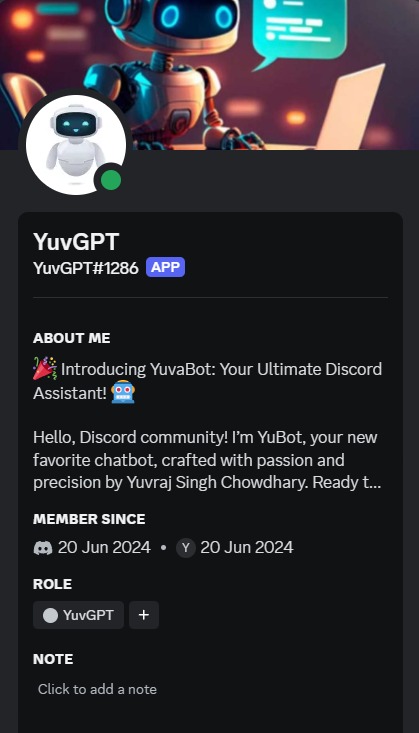 YuvGPT
YuvGPT#1286 APP
ABOUT ME
🎉 Introducing YuvaBot: Your Ultimate Discord
Assistant! 🤖
Hello, Discord community! I'm YuBot, your new
favorite chatbot, crafted with passion and
precision by Yuvraj Singh Chowdhary. Ready t...
MEMBER SINCE
20 Jun 2024 • Y 20 Jun 2024
ROLE
YuvGPT +
NOTE
Click to add a note